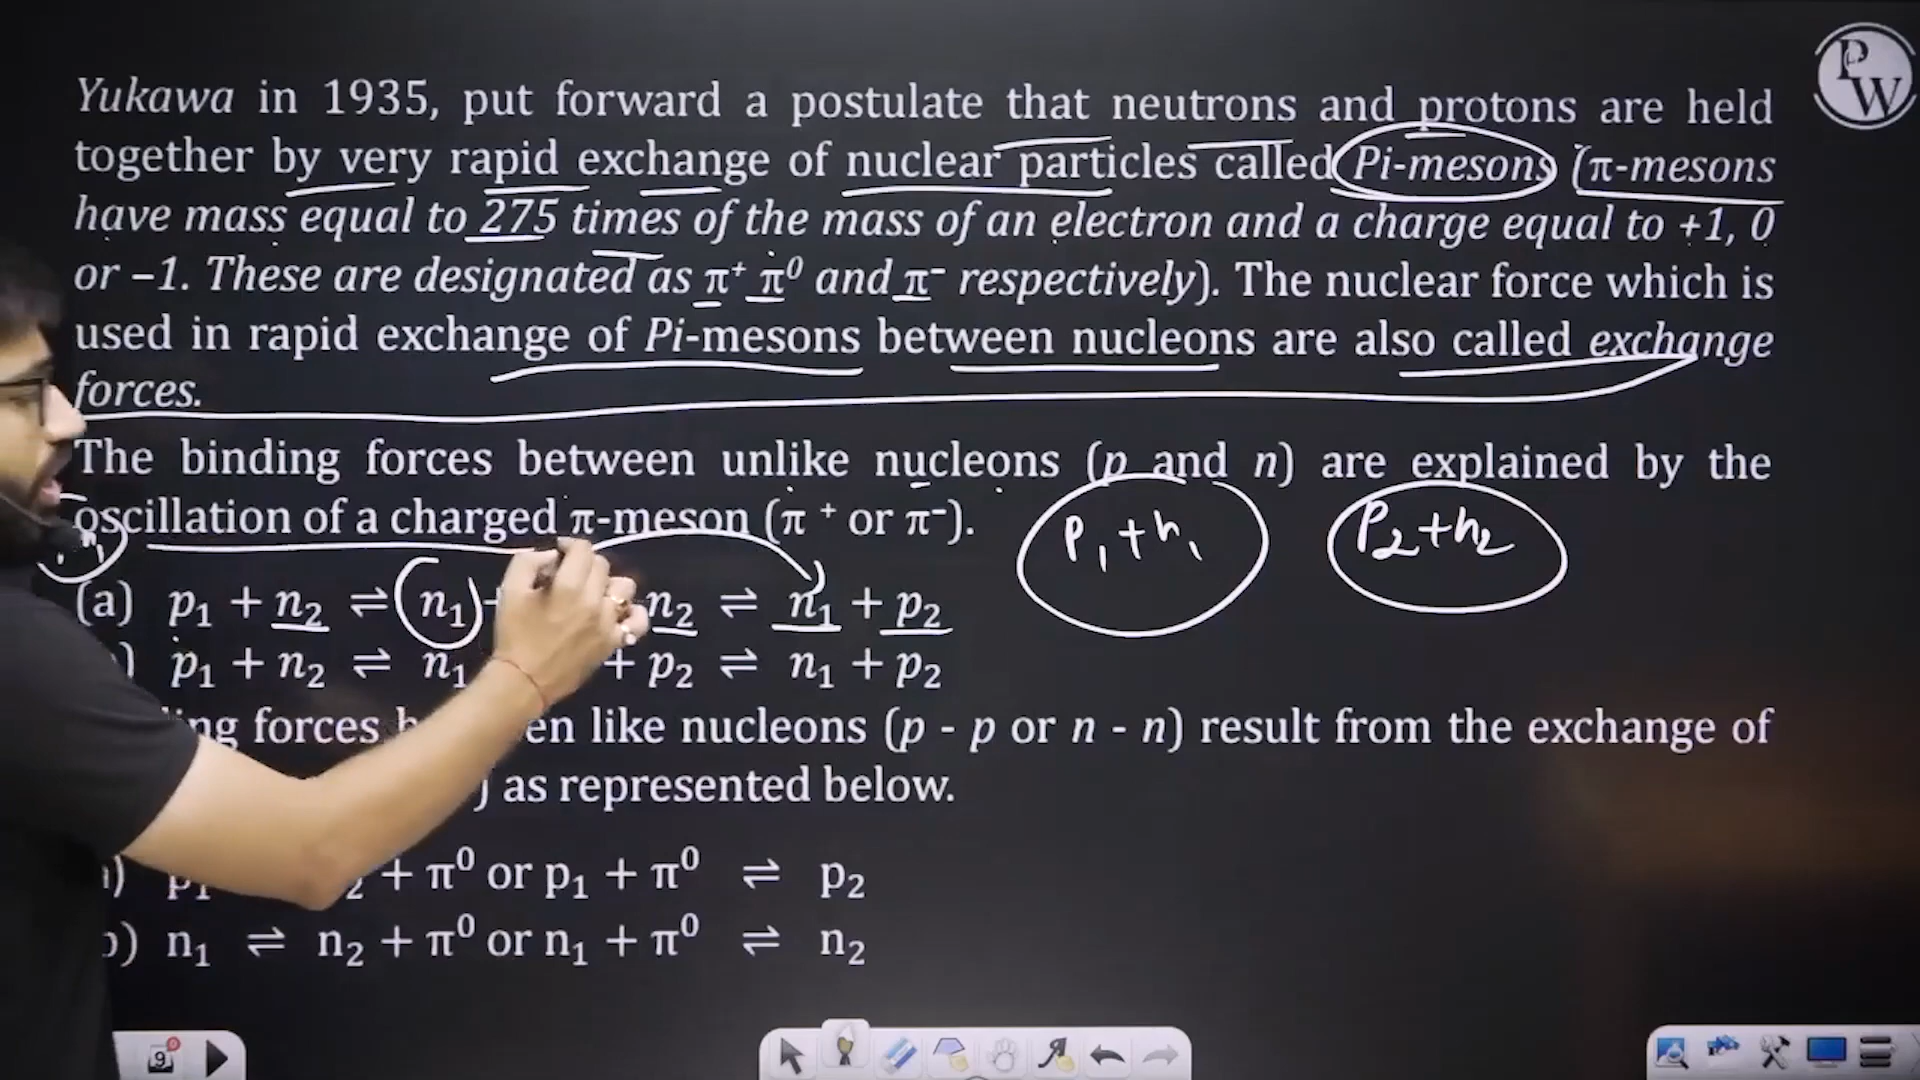 PW
Yukawa in 1935, put forward a postulate that neutrons and protons are held
together by very rapid exchange of nuclear particles called Pi-mesons (π-mesons
have mass equal to 275 times of the mass of an electron and a charge equal to +1, 0
or −1. These are designated as π⁺ π⁰ and π⁻ respectively). The nuclear force which is
used in rapid exchange of Pi-mesons between nucleons are also called exchange
forces.
The binding forces between unlike nucleons (p and n) are explained by the
oscillation of a charged π-meson (π⁺ or π⁻).
p₁ + n₁
P₂ + n₂
(a) p₁ + n₂ ⇌ n₁ + n₂ ⇌ n₁ + p₂
) p₁ + n₂ ⇌ n₁ + p₂ ⇌ n₁ + p₂
forces like nucleons (p - p or n - n) result from the exchange of
as represented below.
) p₁ ₂ + π⁰ or p₁ + π⁰ ⇌ p₂
) n₁ ⇌ n₂ + π⁰ or n₁ + π⁰ ⇌ n₂
9